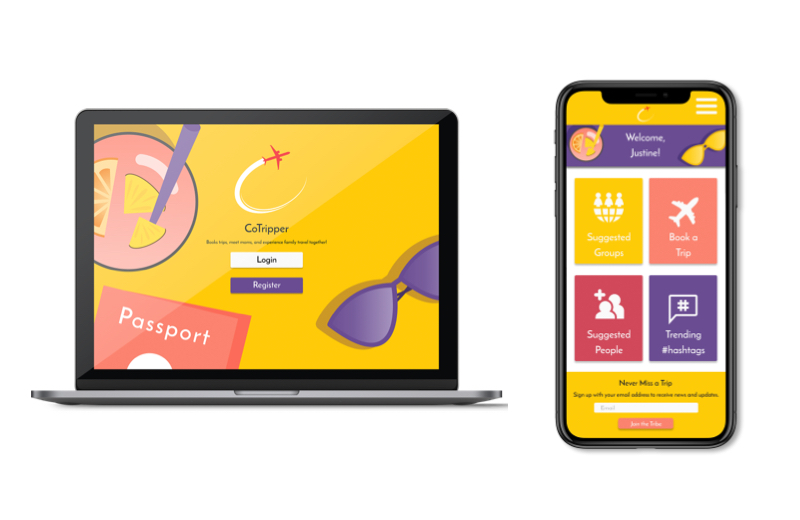 CoTripper
Books trips, meet moms, and experience family travel together!
Login
Register
Passport
Welcome,
Justine!
Suggested
Groups
Book a
Trip
Suggested
People
#
Trending
#hashtags
Never Miss a Trip
Sign up with your email address to receive news and updates.
Email
Join the Tribe